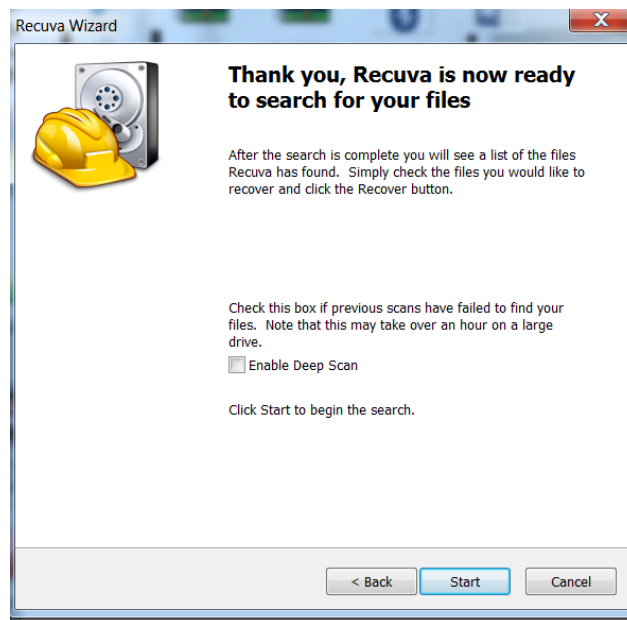 Recuva Wizard
X
Thank you, Recuva is now ready
to search for your files
After the search is complete you will see a list of the files
Recuva has found. Simply check the files you would like to
recover and click the Recover button.
Check this box if previous scans have failed to find your
files. Note that this may take over an hour on a large
drive.
Enable Deep Scan
Click Start to begin the search.
< Back Start Cancel